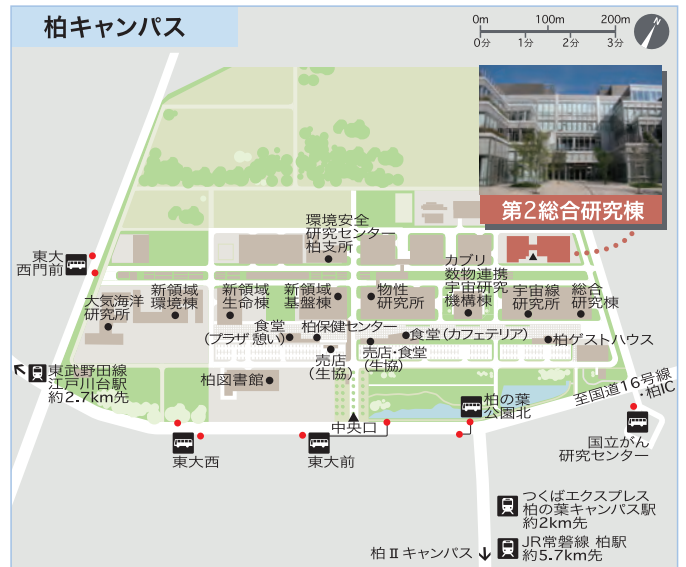 柏キャンパス
0m 100m 200m
0分 1分 2分 3分
N
第2総合研究棟
環境安全
研究センター
柏支所
カブリ
数物連携
宇宙研究
機構棟
東大
西門前
大気海洋
研究所
新領域
環境棟
新領域
生命棟
新領域
基盤棟
物性
研究所
宇宙線
研究所
総合
研究棟
食堂
(プラザ 憩い)
柏保健センター
売店
(生協)
売店・食堂
(生協)
食堂(カフェテリア)
柏ゲストハウス
東武野田線
江戸川台駅
約2.7km先
柏図書館
中央口
柏の葉
公園北
至国道16号線
・柏IC
東大西
東大前
国立がん
研究センター
つくばエクスプレス
柏の葉キャンパス駅
約2km先
柏Ⅱキャンパス
JR常磐線 柏駅
約5.7km先